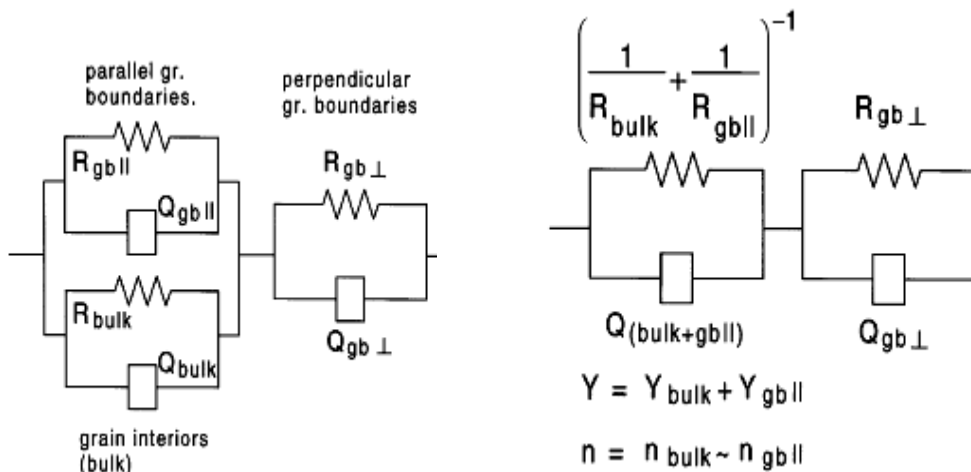 parallel gr.
boundaries.
R gb||
Q gb||
R bulk
Q bulk
grain interiors
(bulk)
perpendicular
gr. boundaries
R gb⊥
Q gb⊥
( 1 / R bulk + 1 / R gb|| )⁻¹
R gb⊥
Q (bulk+gb||)
Q gb⊥
Y = Y bulk + Y gb||
n = n bulk ~ n gb||